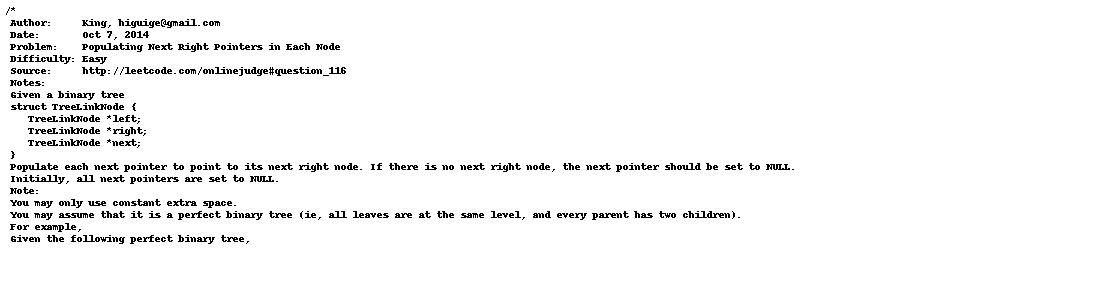 /*
Author: King, higuige@gmail.com
Date: Oct 7, 2014
Problem: Populating Next Right Pointers in Each Node
Difficulty: Easy
Source: http://leetcode.com/onlinejudge#question_116
Notes:
Given a binary tree
struct TreeLinkNode {
TreeLinkNode *left;
TreeLinkNode *right;
TreeLinkNode *next;
}
Populate each next pointer to point to its next right node. If there is no next right node, the next pointer should be set to NULL.
Initially, all next pointers are set to NULL.
Note:
You may only use constant extra space.
You may assume that it is a perfect binary tree (ie, all leaves are at the same level, and every parent has two children).
For example,
Given the following perfect binary tree,